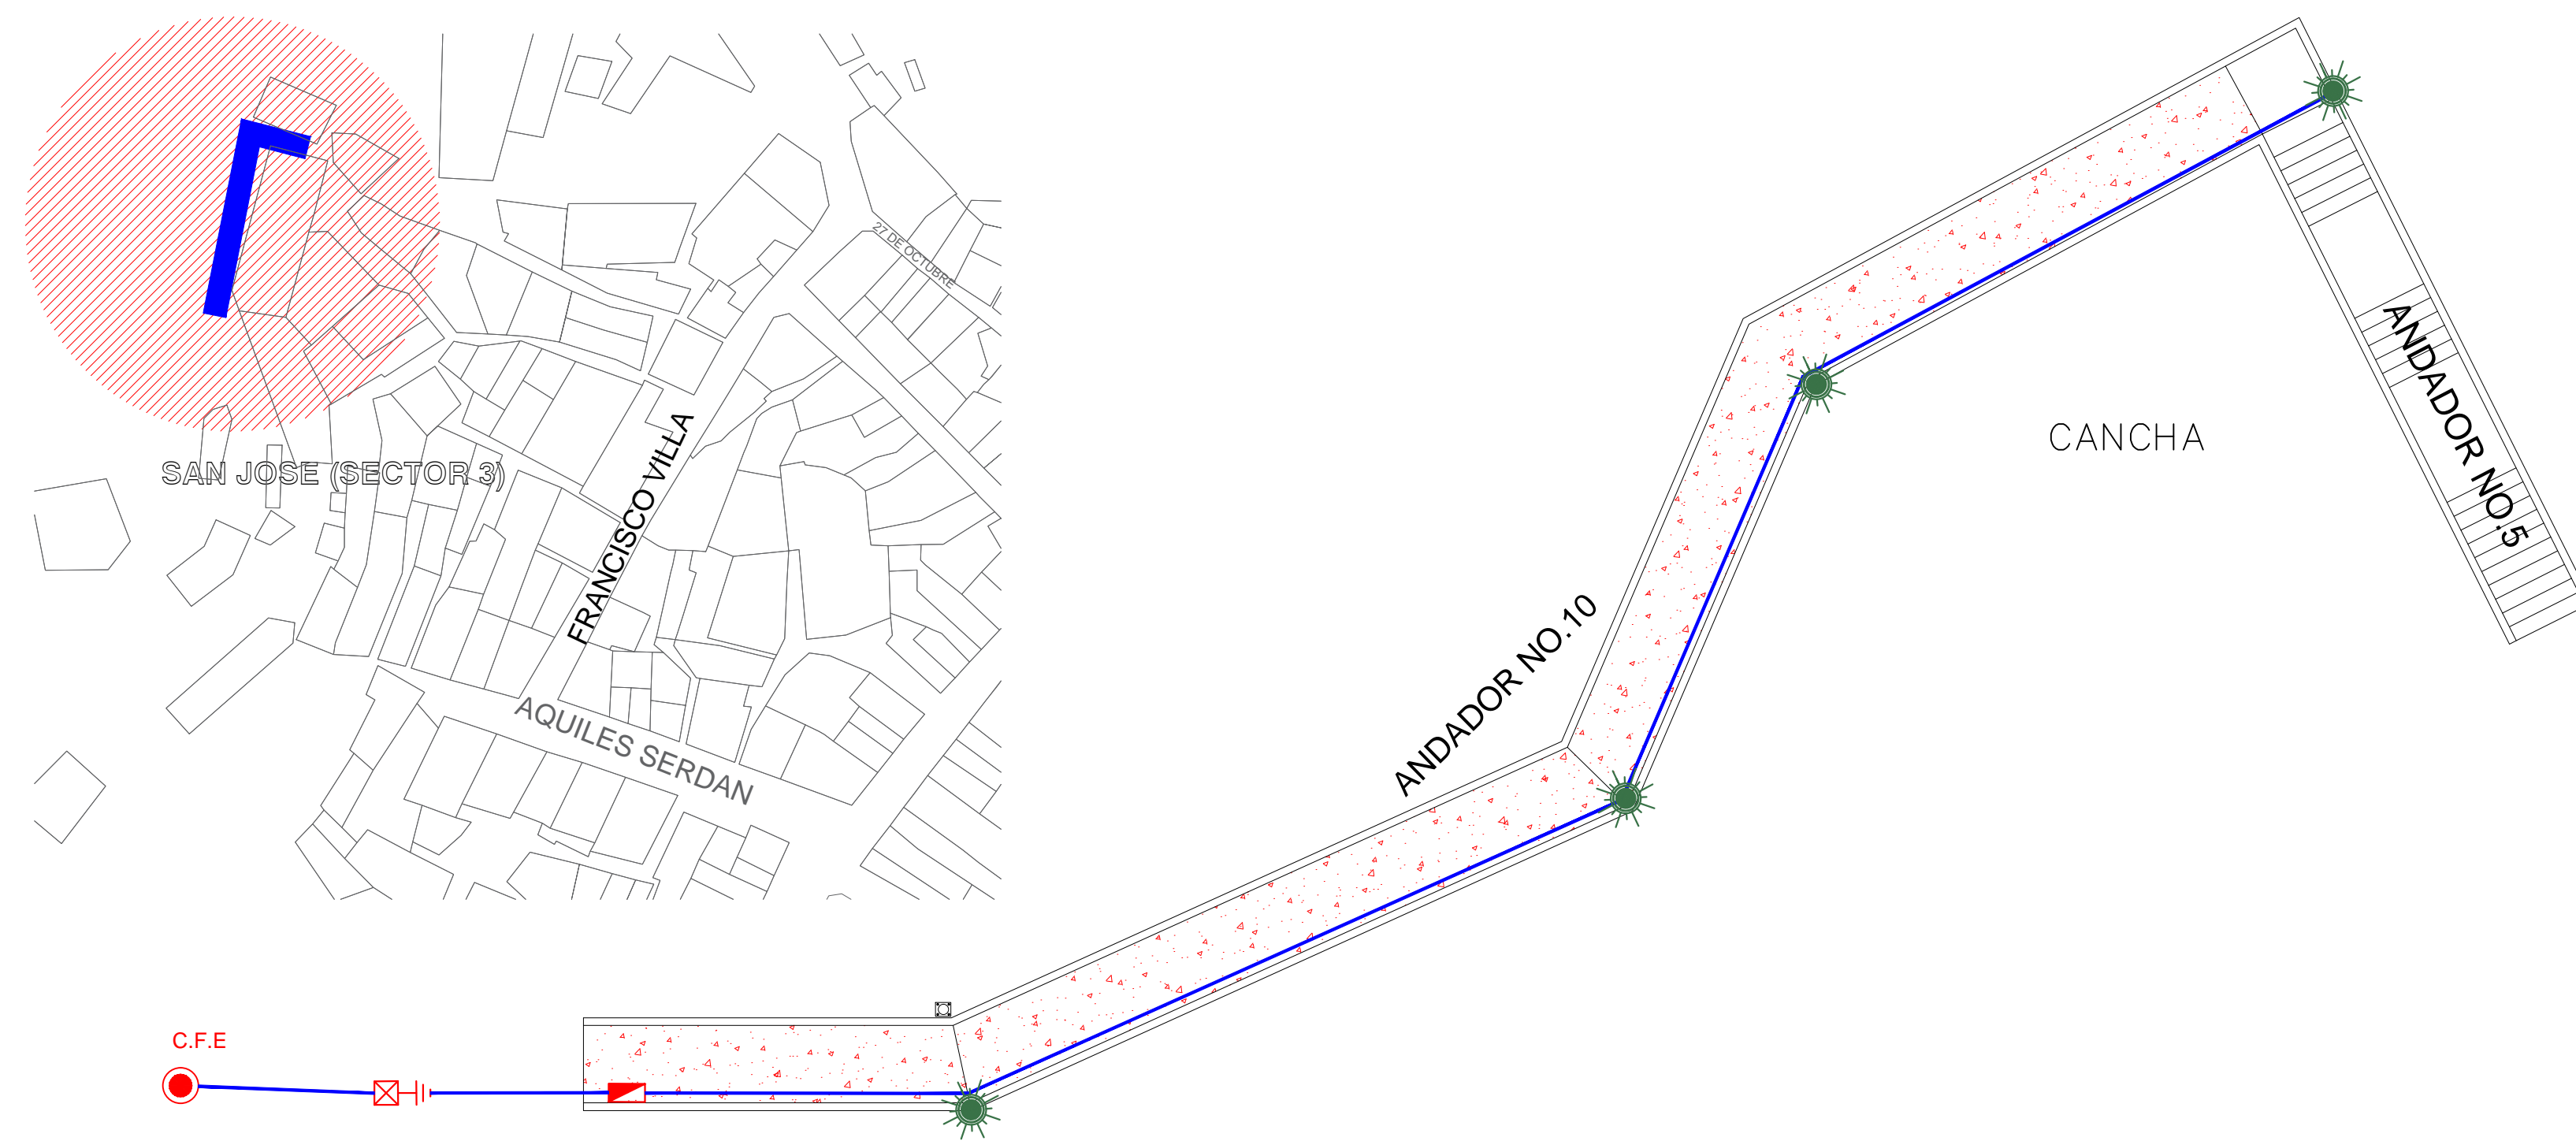 27 DE OCTUBRE
SAN JOSE (SECTOR 3)
FRANCISCO VILLA
AQUILES SERDAN
CANCHA
ANDADOR NO.5
ANDADOR NO.10
C.F.E